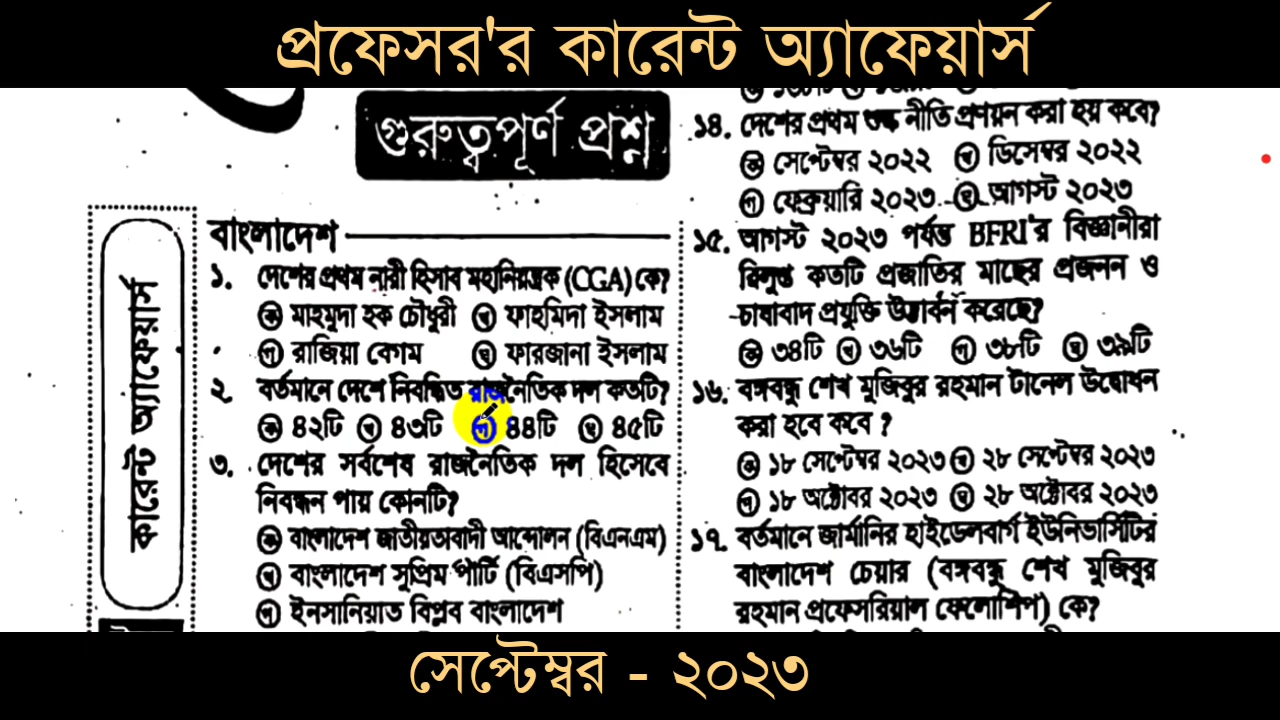 প্রফেসর'র কারেন্ট অ্যাফেয়ার্স
গুরুত্বপূর্ণ প্রশ্ন
কারেন্ট অ্যাফেয়ার্স
বাংলাদেশ
১. দেশের প্রথম নারী হিসাব মহানিয়ন্ত্রক (CGA) কে?
ক মাহমুদা হক চৌধুরী খ ফাহমিদা ইসলাম
গ রাজিয়া বেগম ঘ ফারজানা ইসলাম
২. বর্তমানে দেশে নিবন্ধিত রাজনৈতিক দল কতটি?
ক ৪২টি খ ৪৩টি গ ৪৪টি ঘ ৪৫টি
৩. দেশের সর্বশেষ রাজনৈতিক দল হিসেবে
নিবন্ধন পায় কোনটি?
ক বাংলাদেশ জাতীয়তাবাদী আন্দোলন (বিএনএম)
খ বাংলাদেশ সুপ্রিম পার্টি (বিএসপি)
গ ইনসানিয়াত বিপ্লব বাংলাদেশ
১৪. দেশের প্রথম শুল্ক নীতি প্রণয়ন করা হয় কবে?
ক সেপ্টেম্বর ২০২২ খ ডিসেম্বর ২০২২
গ ফেব্রুয়ারি ২০২৩ ঘ আগস্ট ২০২৩
১৫. আগস্ট ২০২৩ পর্যন্ত BFRI'র বিজ্ঞানীরা
বিলুপ্ত কতটি প্রজাতির মাছের প্রজনন ও
চাষাবাদ প্রযুক্তি উদ্ভাবন করেছে?
ক ৩৪টি খ ৩৬টি গ ৩৮টি ঘ ৩৯টি
১৬. বঙ্গবন্ধু শেখ মুজিবুর রহমান টানেল উদ্বোধন
করা হবে কবে ?
ক ১৮ সেপ্টেম্বর ২০২৩ খ ২৮ সেপ্টেম্বর ২০২৩
গ ১৮ অক্টোবর ২০২৩ ঘ ২৮ অক্টোবর ২০২৩
১৭. বর্তমানে জার্মানির হাইডেলবার্গ ইউনিভার্সিটির
বাংলাদেশ চেয়ার (বঙ্গবন্ধু শেখ মুজিবুর
রহমান প্রফেসরিয়াল ফেলোশিপ) কে?
সেপ্টেম্বর - ২০২৩